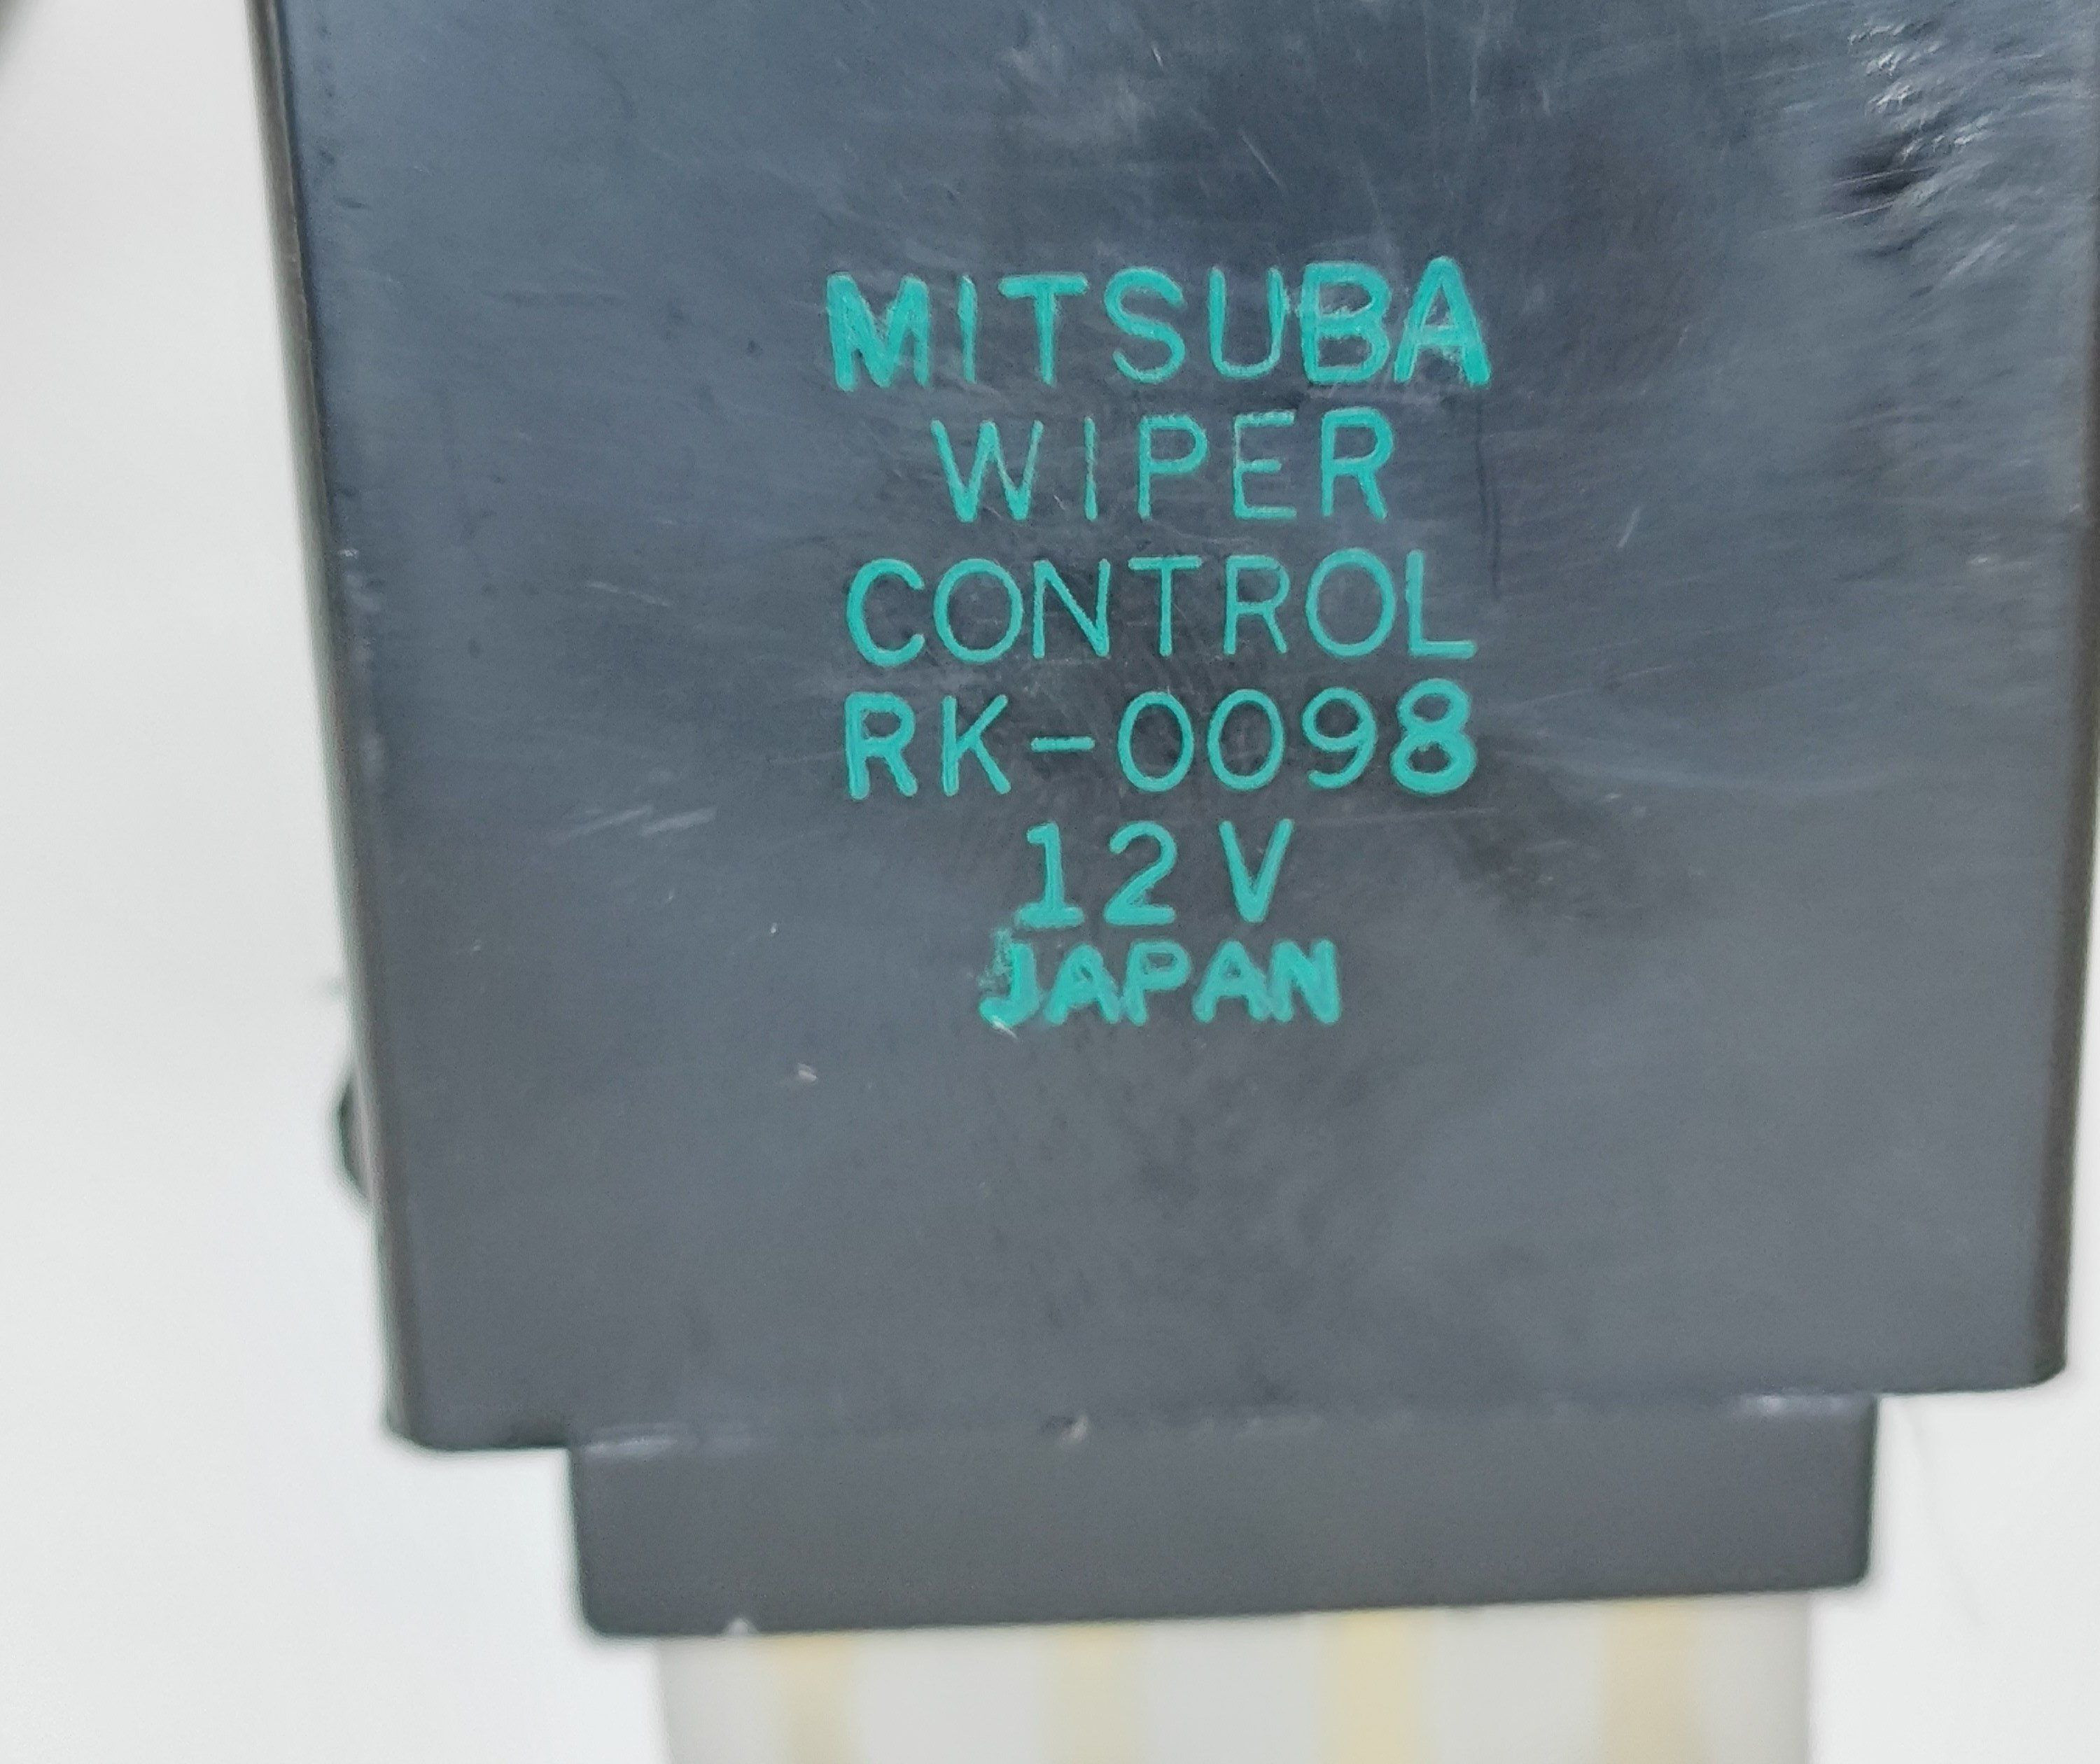 MITSUBA
WIPER
CONTROL
RK-0098
12V
JAPAN